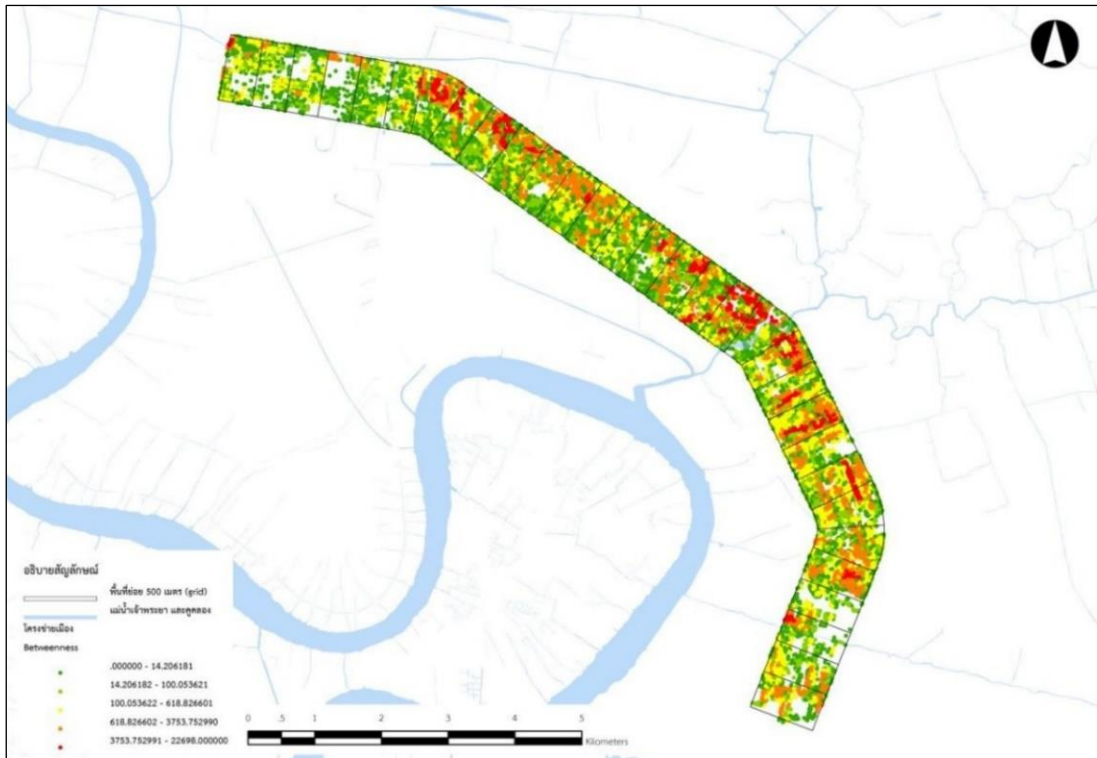 อธิบายสัญลักษณ์
พื้นที่ย่อย 500 เมตร (grid)
แม่น้ำเจ้าพระยา และคูคลอง
โครงข่ายเมือง
Betweenness
.000000 - 14.206181
14.206182 - 100.053621
100.053622 - 618.826601
618.826602 - 3753.752990
3753.752991 - 22698.000000
0 .5 1 2 3 4 5
Kilometers